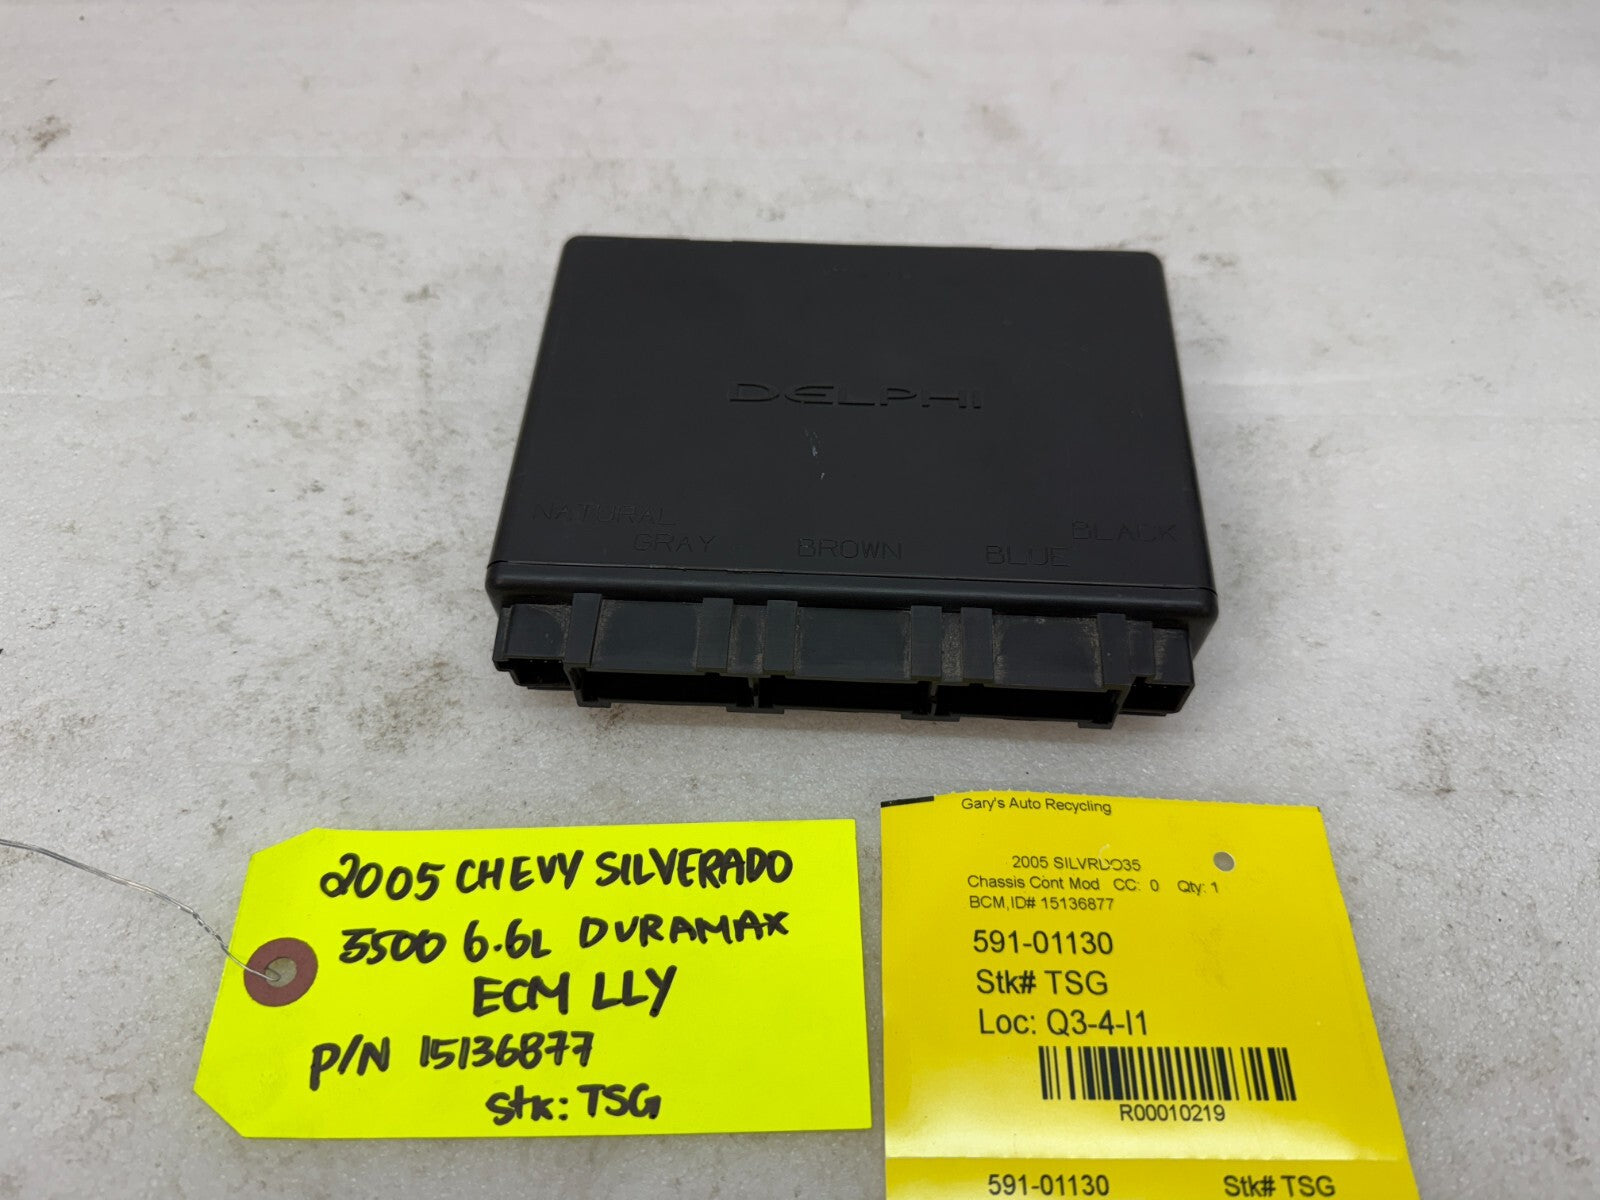 DELPHI
NATURAL
GRAY
BROWN
BLUE
BLACK
2005 CHEVY SILVERADO
3500 6.6L DURAMAX
ECM LLY
P/N 15136877
Stk: TSG
Gary's Auto Recycling
2005 SILVRDO35
Chassis Cont Mod CC: 0 Qty: 1
BCM,ID# 15136877
591-01130
Stk# TSG
Loc: Q3-4-I1
R00010219
591-01130 Stk# TSG